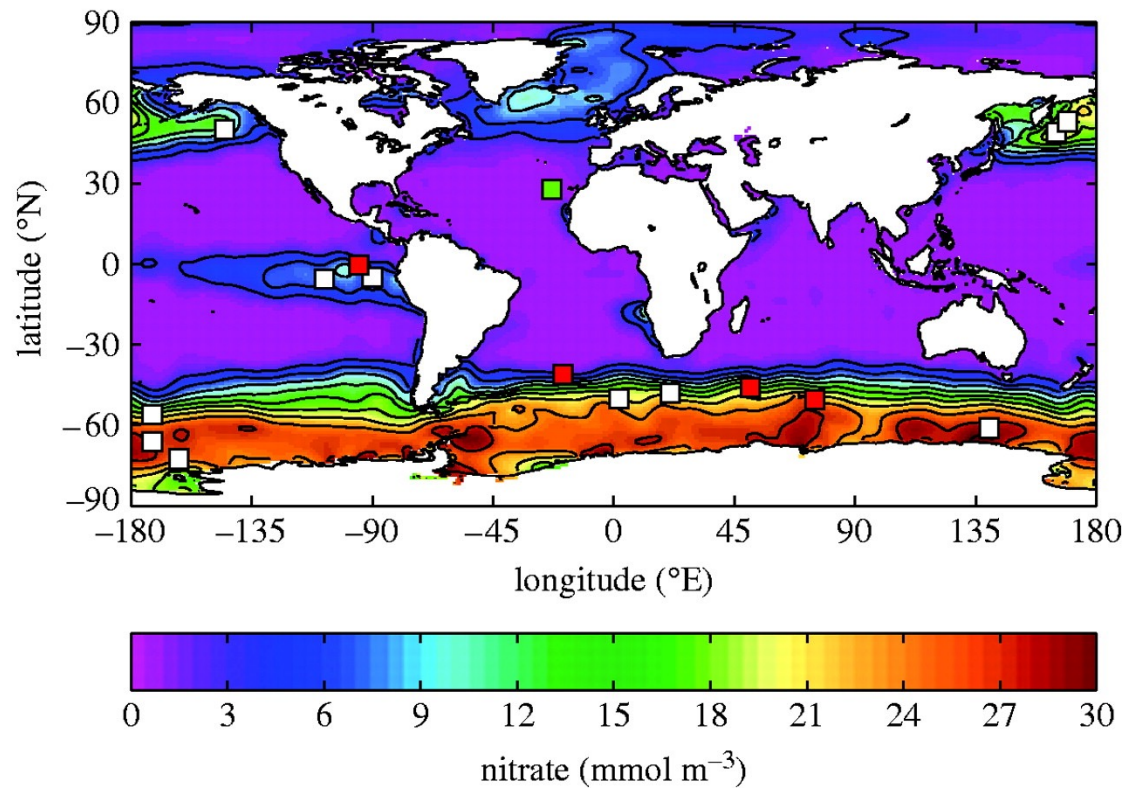 90
60
30
0
–30
–60
–90
latitude (°N)
–180 –135 –90 –45 0 45 90 135 180
longitude (°E)
0 3 6 9 12 15 18 21 24 27 30
nitrate (mmol m⁻³)